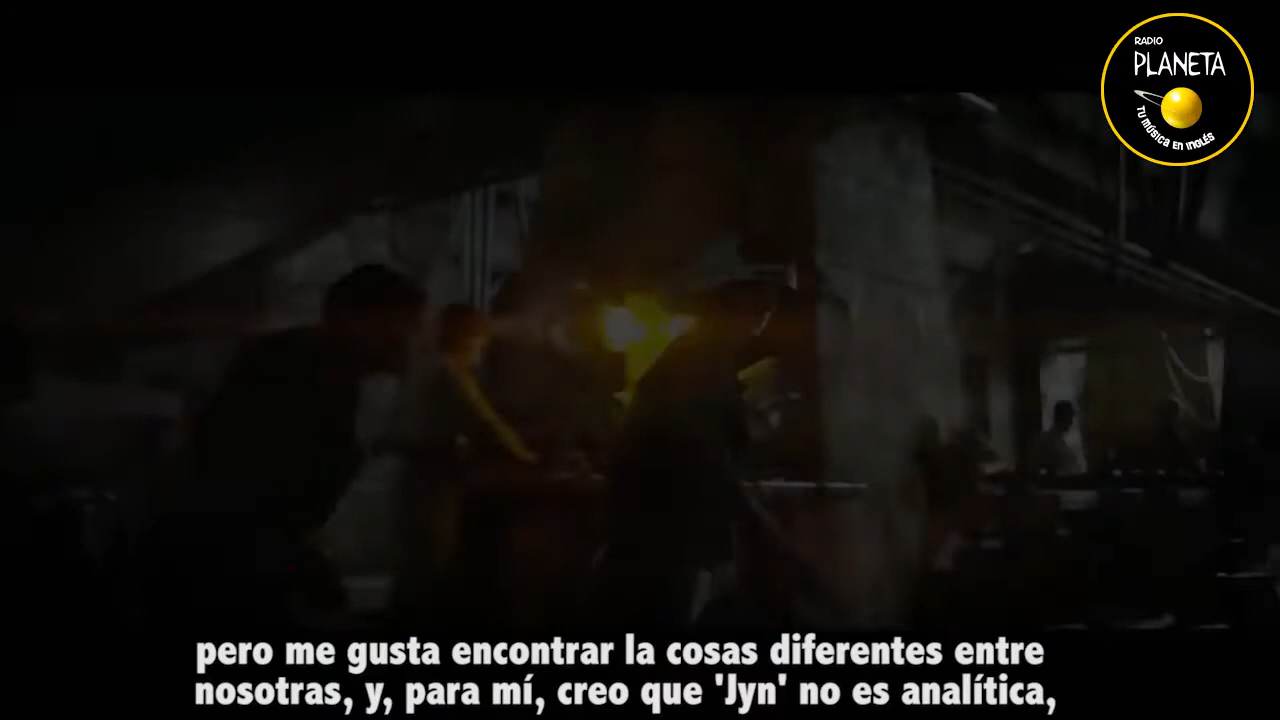 RADIO
PLANETA
TU MÚSICA EN INGLÉS
pero me gusta encontrar la cosas diferentes entre
nosotras, y, para mí, creo que 'Jyn' no es analítica,